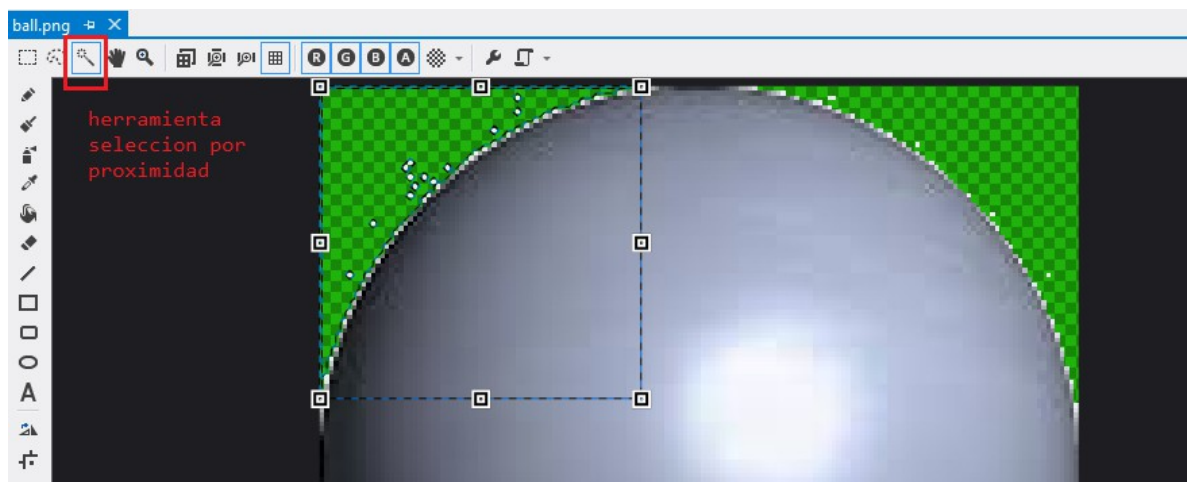 ball.png
R G B A
herramienta
seleccion por
proximidad
A